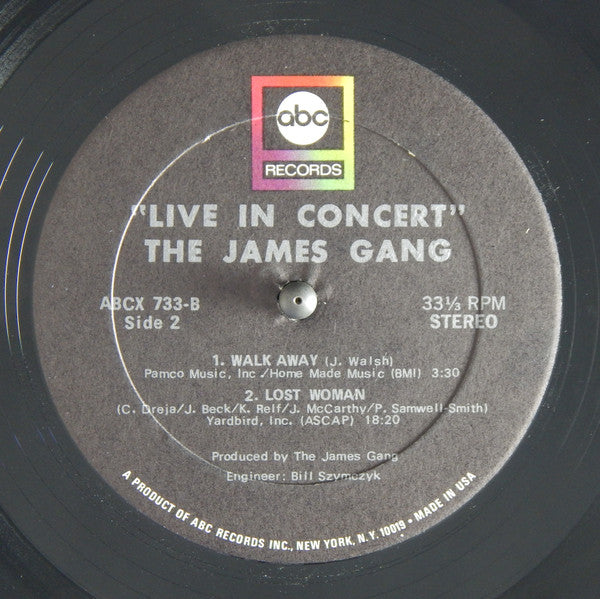 abc
RECORDS
"LIVE IN CONCERT"
THE JAMES GANG
ABCX 733-B
Side 2
33⅓ RPM
STEREO
1. WALK AWAY (J. Walsh)
Pamco Music, Inc./Home Made Music (BMI) 3:30
2. LOST WOMAN
(C. Dreja/J. Beck/K. Relf/J. McCarthy/P. Samwell-Smith)
Yardbird, Inc. (ASCAP) 18:20
Produced by The James Gang
Engineer: Bill Szymczyk
A PRODUCT OF ABC RECORDS INC., NEW YORK, N.Y. 10019 • MADE IN USA